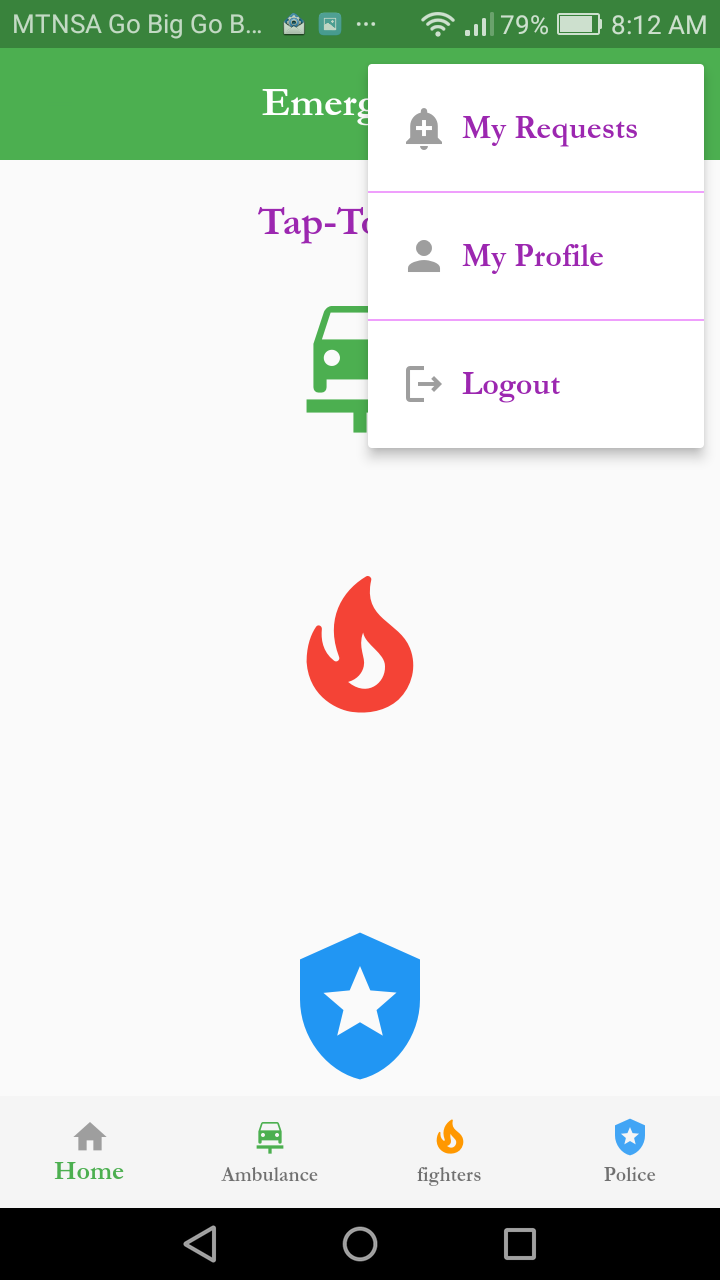 MTNSA Go Big Go B... 79% 8:12 AM
Emerg
My Requests
Tap-To
My Profile
Logout
Home
Ambulance
fighters
Police